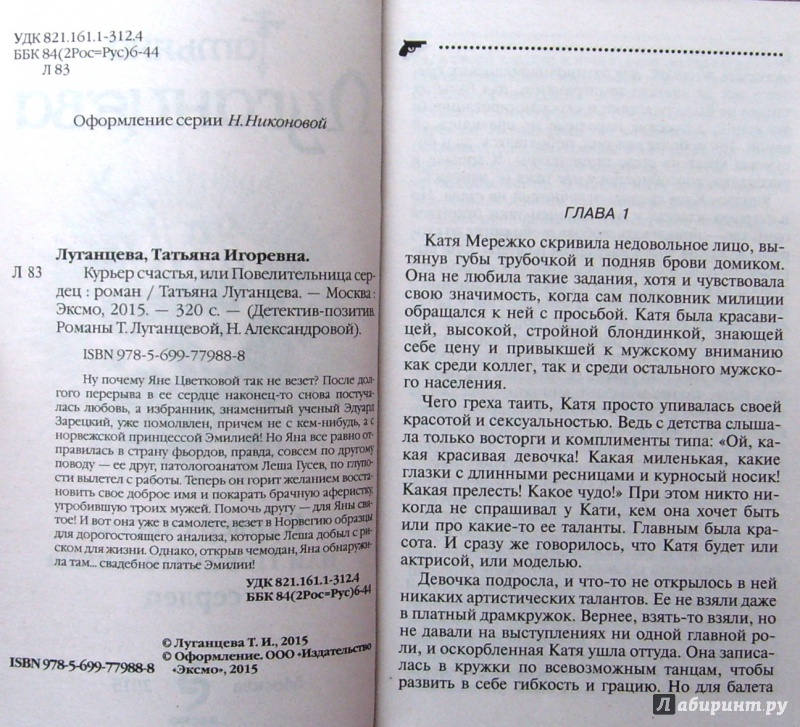 УДК 821.161.1-312.4
ББК 84(2Рос=Рус)6-44
Л 83
Оформление серии Н. Никоновой
Луганцева, Татьяна Игоревна.
Л 83 Курьер счастья, или Повелительница сер-
дец : роман / Татьяна Луганцева. — Москва :
Эксмо, 2015. — 320 с. — (Детектив-позитив.
Романы Т. Луганцевой, Н. Александровой).
ISBN 978-5-699-77988-8
Ну почему Яне Цветковой так не везет? После дол-
гого перерыва в ее сердце наконец-то снова постуча-
лась любовь, а избранник, знаменитый ученый Эдуард
Зарецкий, уже помолвлен, причем не с кем-нибудь, а с
норвежской принцессой Эмилией! Но Яна все равно от-
правилась в страну фьордов, правда, совсем по другому
поводу — ее друг, патологоанатом Леша Гусев, по глупо-
сти вылетел с работы. Теперь он горит желанием восста-
новить свое доброе имя и покарать брачную аферистку,
угробившую троих мужей. Помочь другу — для Яны свя-
тое! И вот она уже в самолете, везет в Норвегию образцы
для дорогостоящего анализа, которые Леша добыл с ри-
ском для жизни. Однако, открыв чемодан, Яна обнаружи-
ла там... свадебное платье Эмилии!
УДК 821.161.1-312.4
ББК 84(2Рос=Рус)6-44
© Луганцева Т. И., 2015
© Оформление. ООО «Издательство
ISBN 978-5-699-77988-8 «Эксмо», 2015
ГЛАВА 1
Катя Мережко скривила недовольное лицо, вы-
тянув губы трубочкой и подняв брови домиком.
Она не любила такие задания, хотя и чувствовала
свою значимость, когда сам полковник милиции
обращался к ней с просьбой. Катя была красави-
цей, высокой, стройной блондинкой, знающей
себе цену и привыкшей к мужскому вниманию
как среди коллег, так и среди остального мужско-
го населения.
Чего греха таить, Катя просто упивалась своей
красотой и сексуальностью. Ведь с детства слыша-
ла только восторги и комплименты типа: «Ой, ка-
кая красивая девочка! Какая миленькая, какие
глазки с длинными ресницами и курносый носик!
Какая прелесть! Какое чудо!» При этом никто ни-
когда не спрашивал у Кати, кем она хочет быть
или про какие-то ее таланты. Главным была кра-
сота. И сразу же говорилось, что Катя будет или
актрисой, или моделью.
Девочка подросла, и что-то не открылось в ней
никаких артистических талантов. Ее не взяли даже
в платный драмкружок. Вернее, взять-то взяли, но
не давали на выступлениях ни одной главной ро-
ли, и оскорбленная Катя ушла оттуда. Она записа-
лась в кружки по всевозможным танцам, чтобы
развить в себе гибкость и грацию. Но для балета
лабиринт.ру